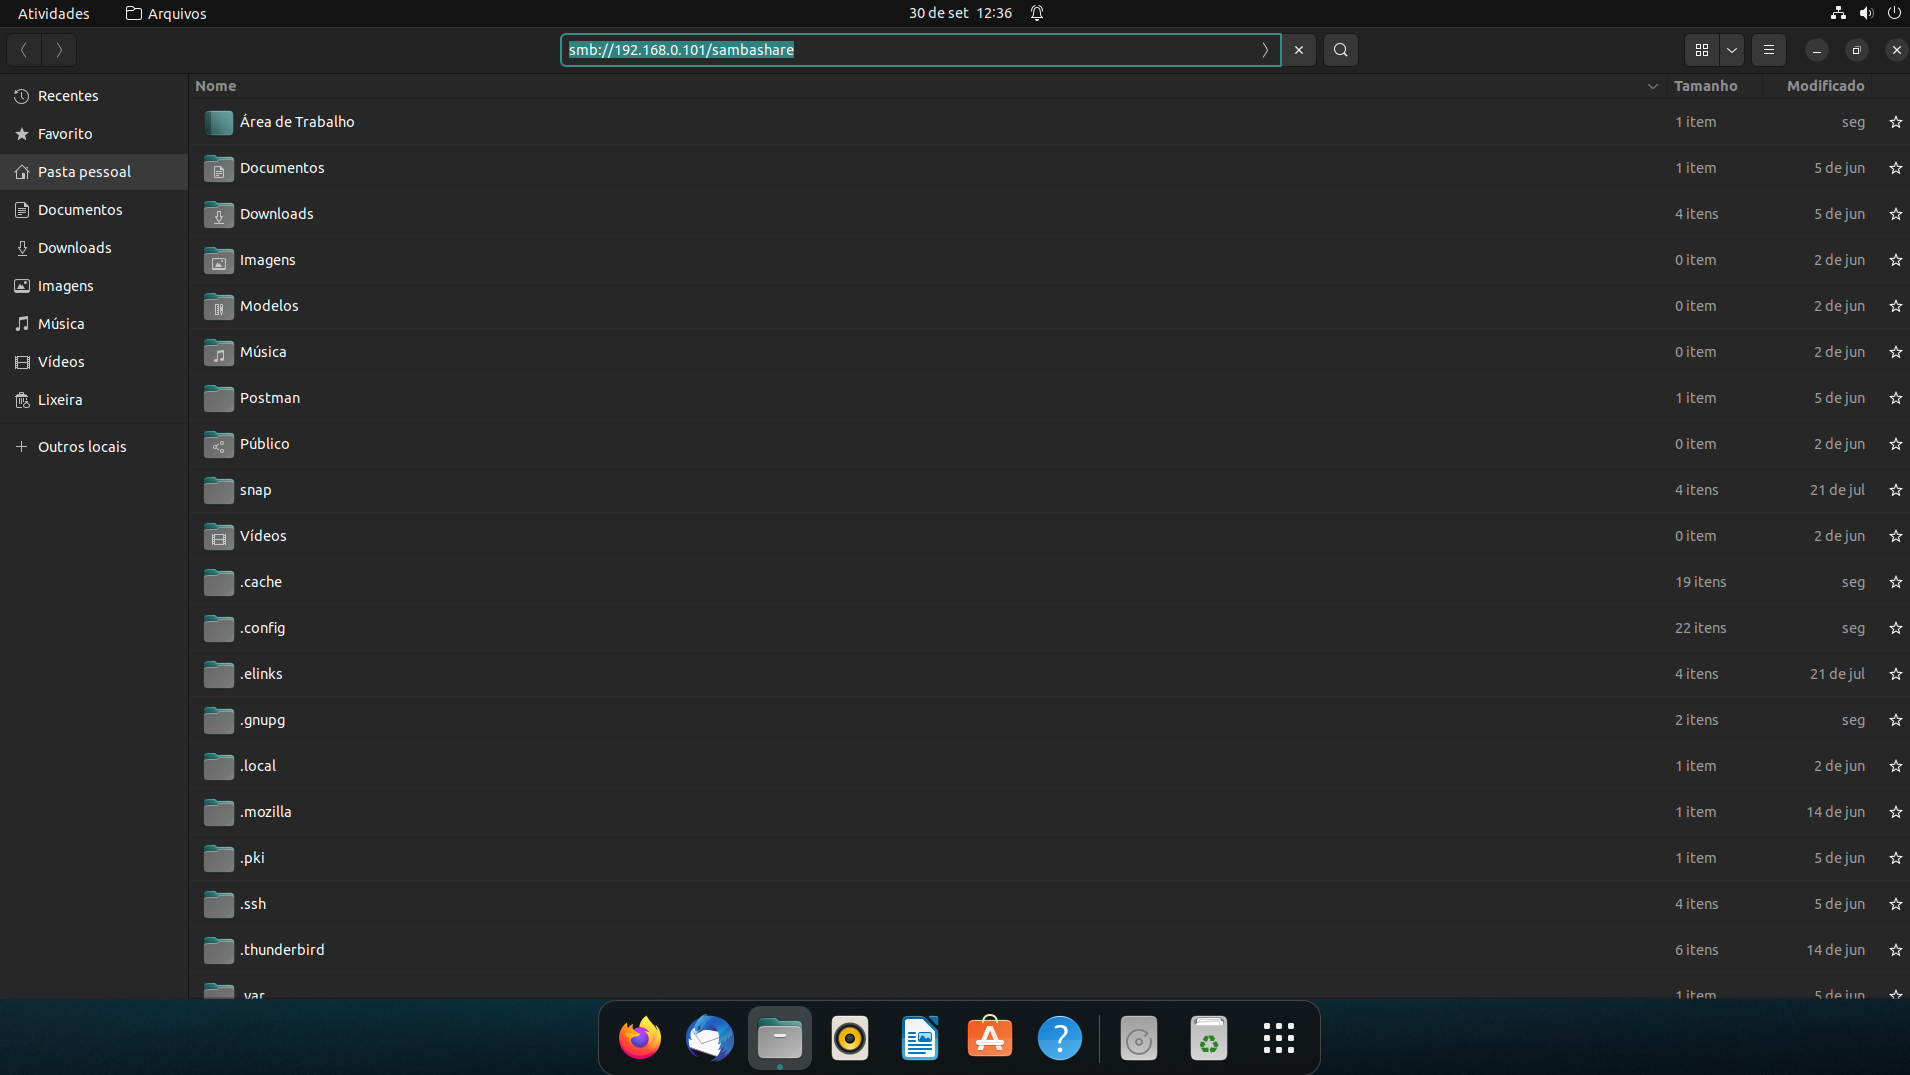 Atividades Arquivos 30 de set 12:36
smb://192.168.0.101/sambashare
Nome Tamanho Modificado
Recentes
Favorito
Pasta pessoal
Documentos
Downloads
Imagens
Música
Vídeos
Lixeira
Outros locais
Área de Trabalho 1 item seg
Documentos 1 item 5 de jun
Downloads 4 itens 5 de jun
Imagens 0 item 2 de jun
Modelos 0 item 2 de jun
Música 0 item 2 de jun
Postman 1 item 5 de jun
Público 0 item 2 de jun
snap 4 itens 21 de jul
Vídeos 0 item 2 de jun
.cache 19 itens seg
.config 22 itens seg
.elinks 4 itens 21 de jul
.gnupg 2 itens seg
.local 1 item 2 de jun
.mozilla 1 item 14 de jun
.pki 1 item 5 de jun
.ssh 4 itens 5 de jun
.thunderbird 6 itens 14 de jun
.var 1 item 5 de jun